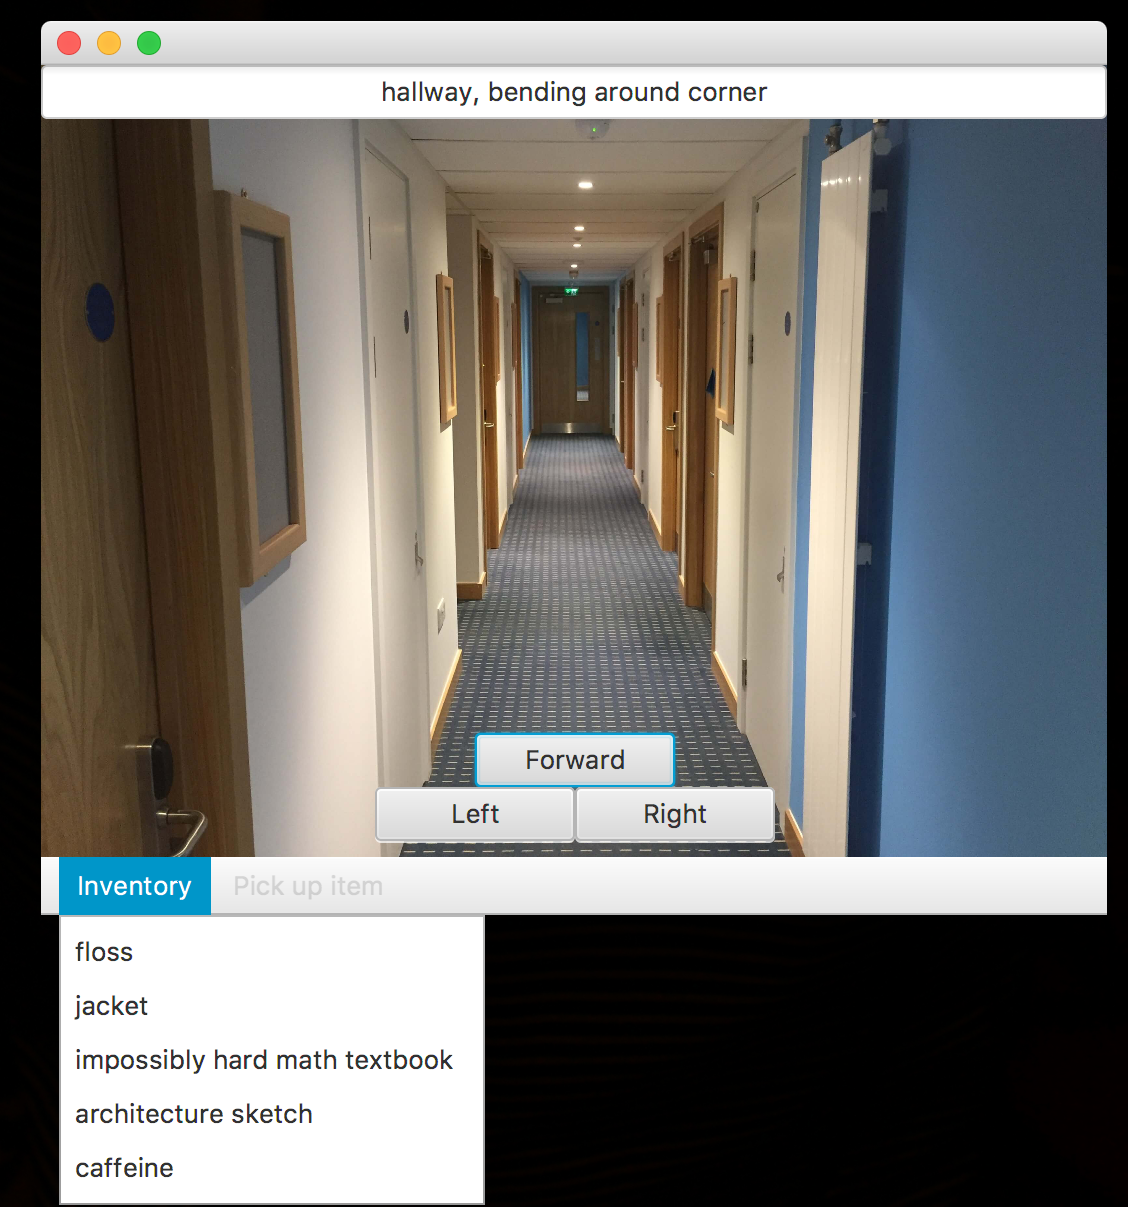 hallway, bending around corner
Forward
Left
Right
Inventory
Pick up item
floss
jacket
impossibly hard math textbook
architecture sketch
caffeine